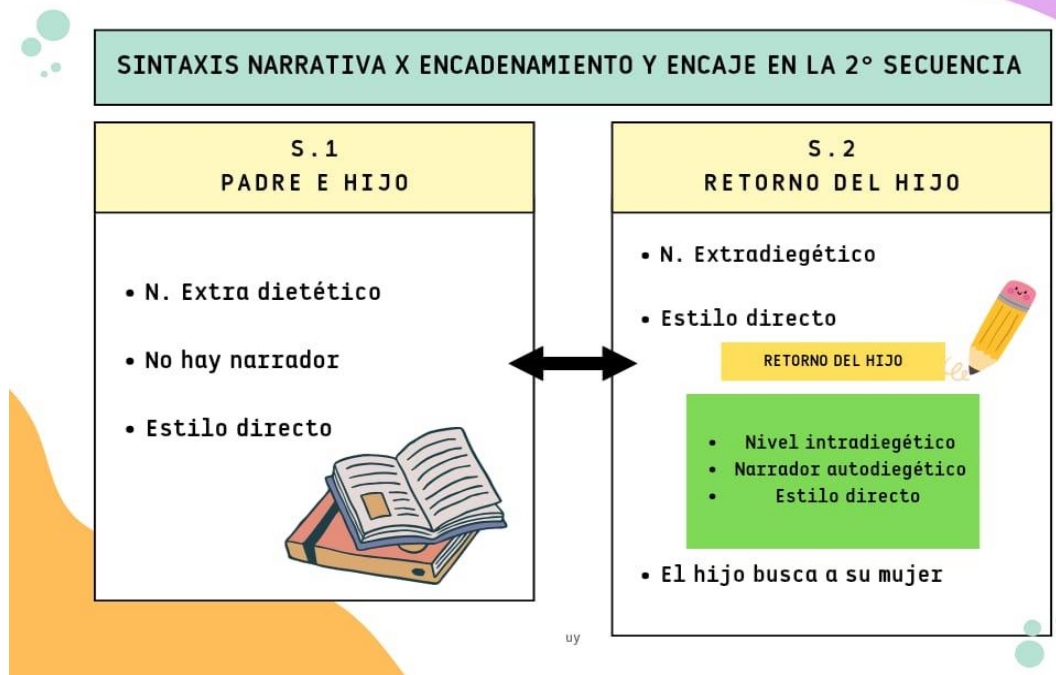 SINTAXIS NARRATIVA X ENCADENAMIENTO Y ENCAJE EN LA 2° SECUENCIA
S.1
PADRE E HIJO
• N. Extra dietético
• No hay narrador
• Estilo directo
S.2
RETORNO DEL HIJO
• N. Extradiegético
• Estilo directo
RETORNO DEL HIJO
• Nivel intradiegético
• Narrador autodiegético
• Estilo directo
• El hijo busca a su mujer
uy